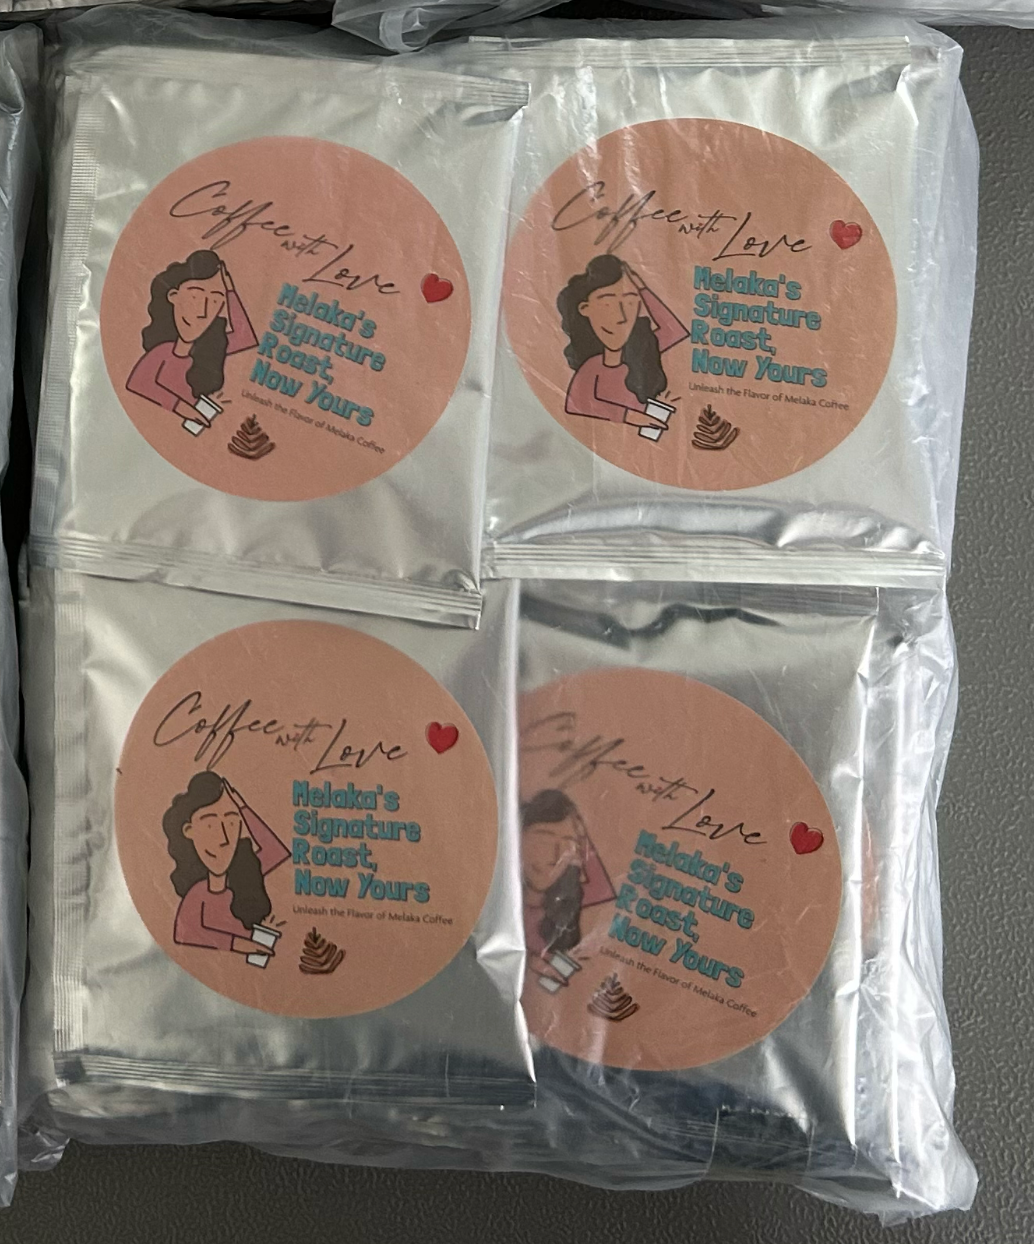 Coffee with Love
Melaka's
Signature
Roast,
Now Yours
Unleash the Flavor of Melaka Coffee
Coffee with Love
Melaka's
Signature
Roast,
Now Yours
Unleash the Flavor of Melaka Coffee
Coffee with Love
Melaka's
Signature
Roast,
Now Yours
Unleash the Flavor of Melaka Coffee
Coffee with Love
Melaka's
Signature
Roast,
Now Yours
Unleash the Flavor of Melaka Coffee